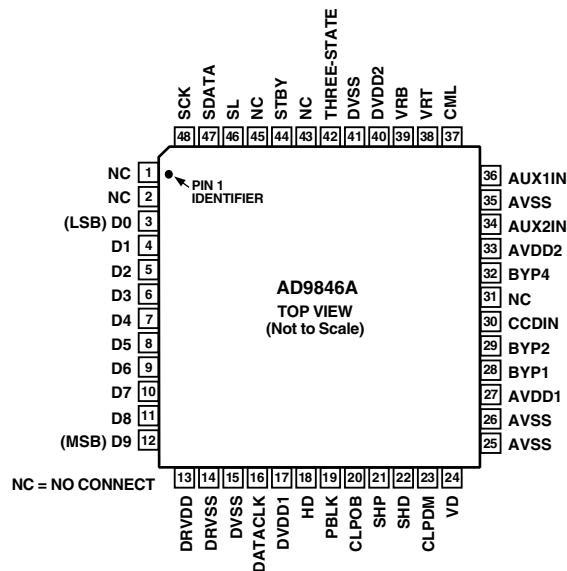 SCK
SDATA
SL
NC
STBY
NC
THREE-STATE
DVSS
DVDD2
VRB
VRT
CML
48 47 46 45 44 43 42 41 40 39 38 37
NC 1
NC 2
(LSB) D0 3
D1 4
D2 5
D3 6
D4 7
D5 8
D6 9
D7 10
D8 11
(MSB) D9 12
PIN 1
IDENTIFIER
AD9846A
TOP VIEW
(Not to Scale)
36 AUX1IN
35 AVSS
34 AUX2IN
33 AVDD2
32 BYP4
31 NC
30 CCDIN
29 BYP2
28 BYP1
27 AVDD1
26 AVSS
25 AVSS
NC = NO CONNECT
13 14 15 16 17 18 19 20 21 22 23 24
DRVDD
DRVSS
DVSS
DATACLK
DVDD1
HD
PBLK
CLPOB
SHP
SHD
CLPDM
VD